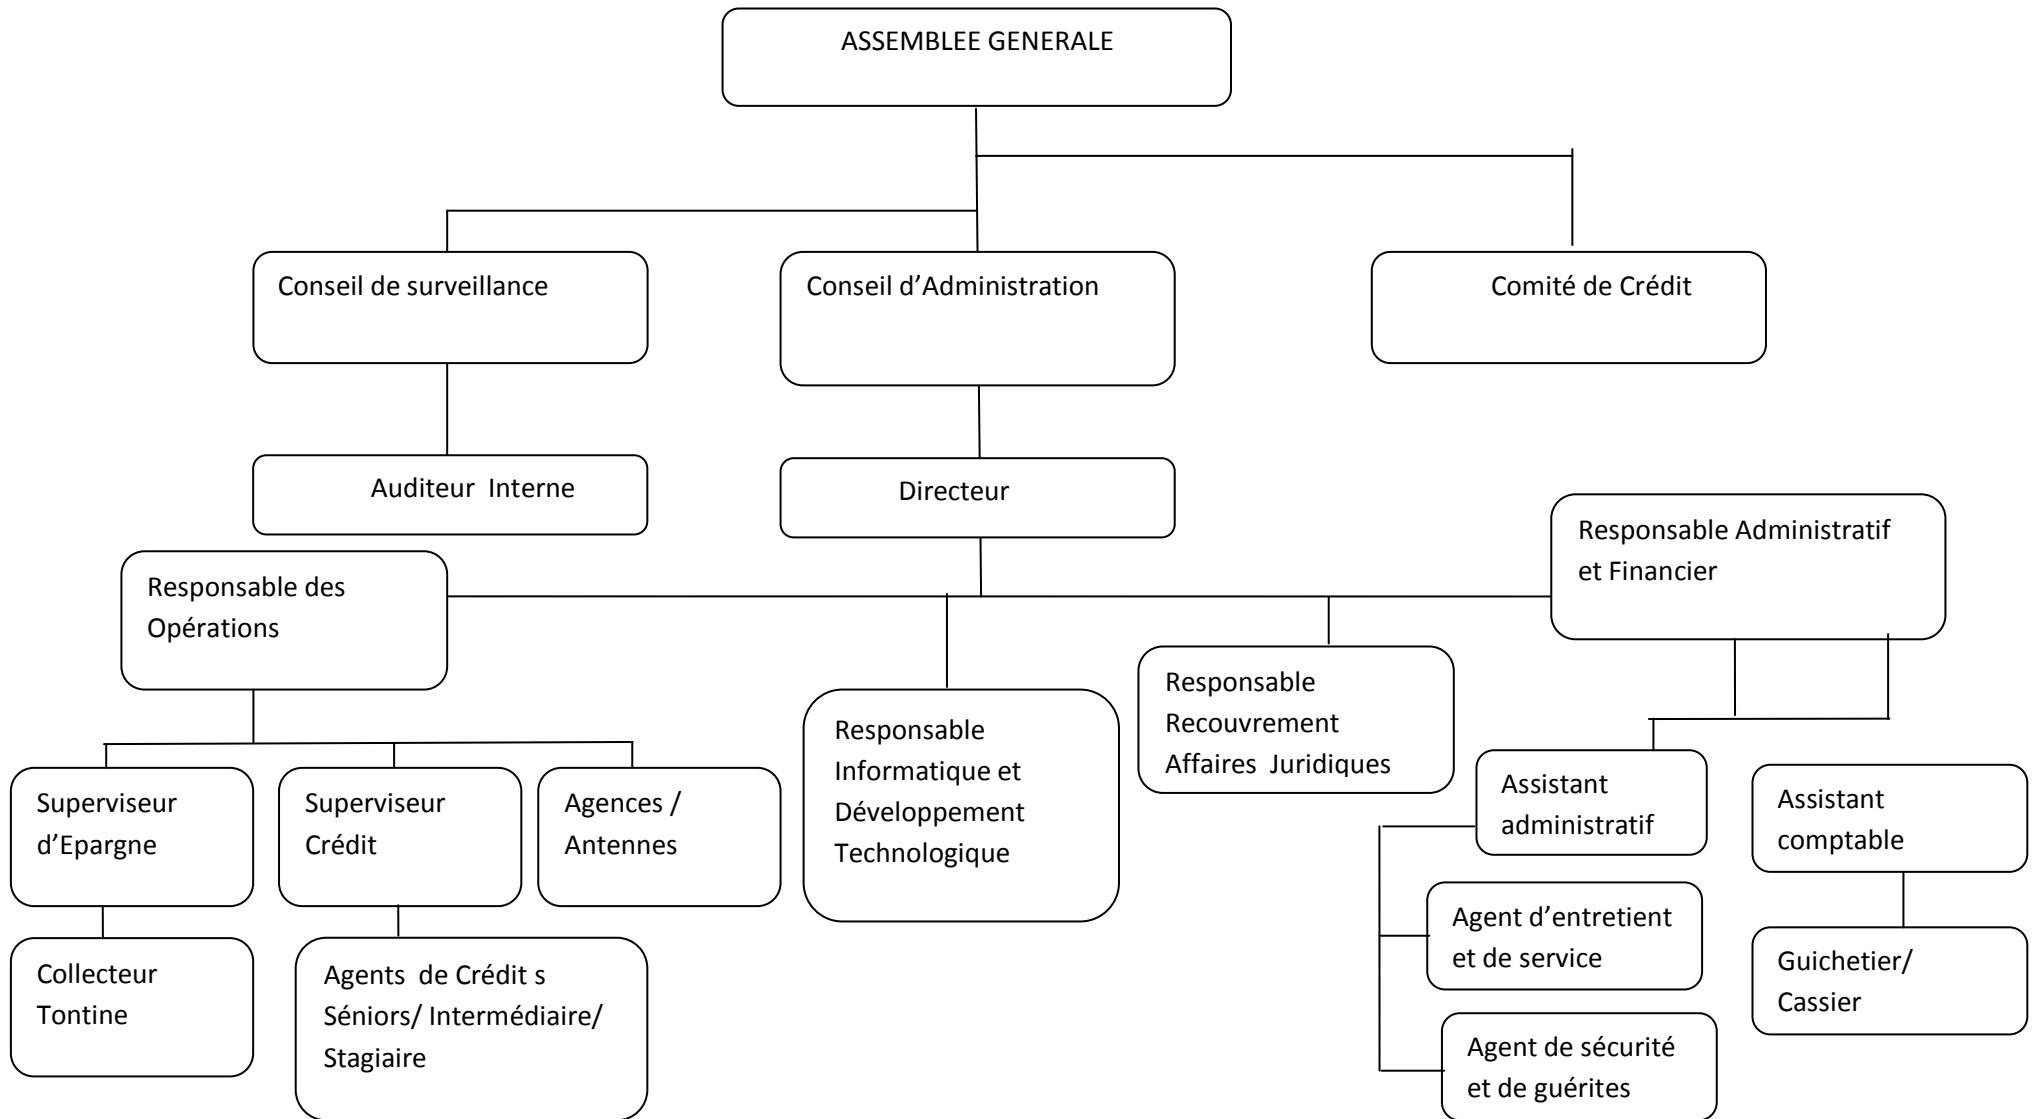 ASSEMBLEE GENERALE
Conseil de surveillance
Conseil d’Administration
Comité de Crédit
Auditeur  Interne
Directeur
Responsable Administratif
et Financier
Responsable des
Opérations
Responsable
Recouvrement
Affaires  Juridiques
Responsable
Informatique et
Développement
Technologique
Superviseur
d’Epargne
Superviseur
Crédit
Agences /
Antennes
Assistant
administratif
Assistant
comptable
Agent d’entretient
et de service
Guichetier/
Cassier
Collecteur
Tontine
Agents  de Crédit s
Séniors/ Intermédiaire/
Stagiaire
Agent de sécurité
et de guérites